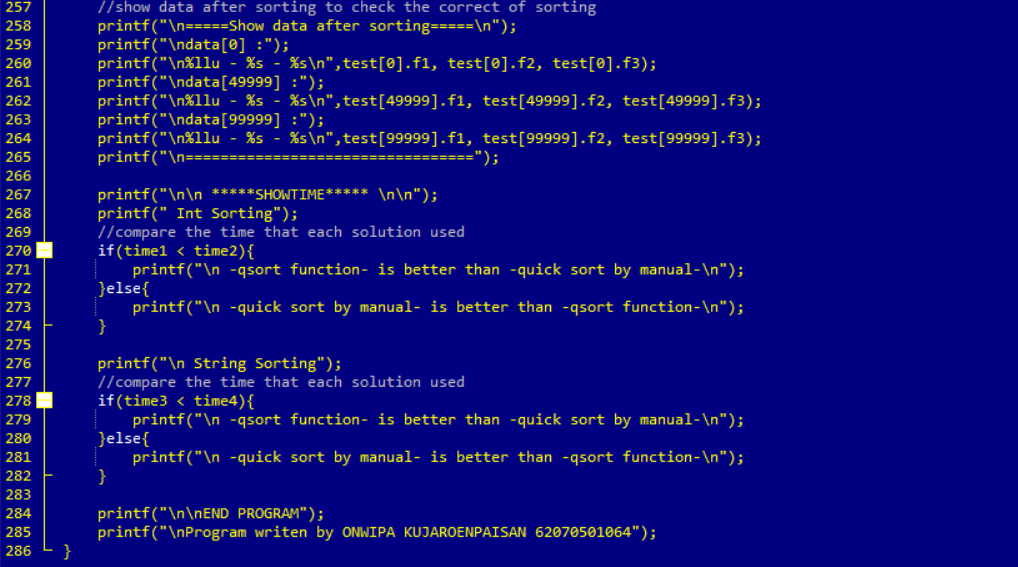 257 //show data after sorting to check the correct of sorting
258 printf("\n=====Show data after sorting=====\n");
259 printf("\ndata[0] :");
260 printf("\n%llu - %s - %s\n",test[0].f1, test[0].f2, test[0].f3);
261 printf("\ndata[49999] :");
262 printf("\n%llu - %s - %s\n",test[49999].f1, test[49999].f2, test[49999].f3);
263 printf("\ndata[99999] :");
264 printf("\n%llu - %s - %s\n",test[99999].f1, test[99999].f2, test[99999].f3);
265 printf("\n=================================");
266
267 printf("\n\n *****SHOWTIME***** \n\n");
268 printf(" Int Sorting");
269 //compare the time that each solution used
270 if(time1 < time2){
271 printf("\n -qsort function- is better than -quick sort by manual-\n");
272 }else{
273 printf("\n -quick sort by manual- is better than -qsort function-\n");
274 }
275
276 printf("\n String Sorting");
277 //compare the time that each solution used
278 if(time3 < time4){
279 printf("\n -qsort function- is better than -quick sort by manual-\n");
280 }else{
281 printf("\n -quick sort by manual- is better than -qsort function-\n");
282 }
283
284 printf("\n\nEND PROGRAM");
285 printf("\nProgram writen by ONWIPA KUJAROENPAISAN 62070501064");
286 }